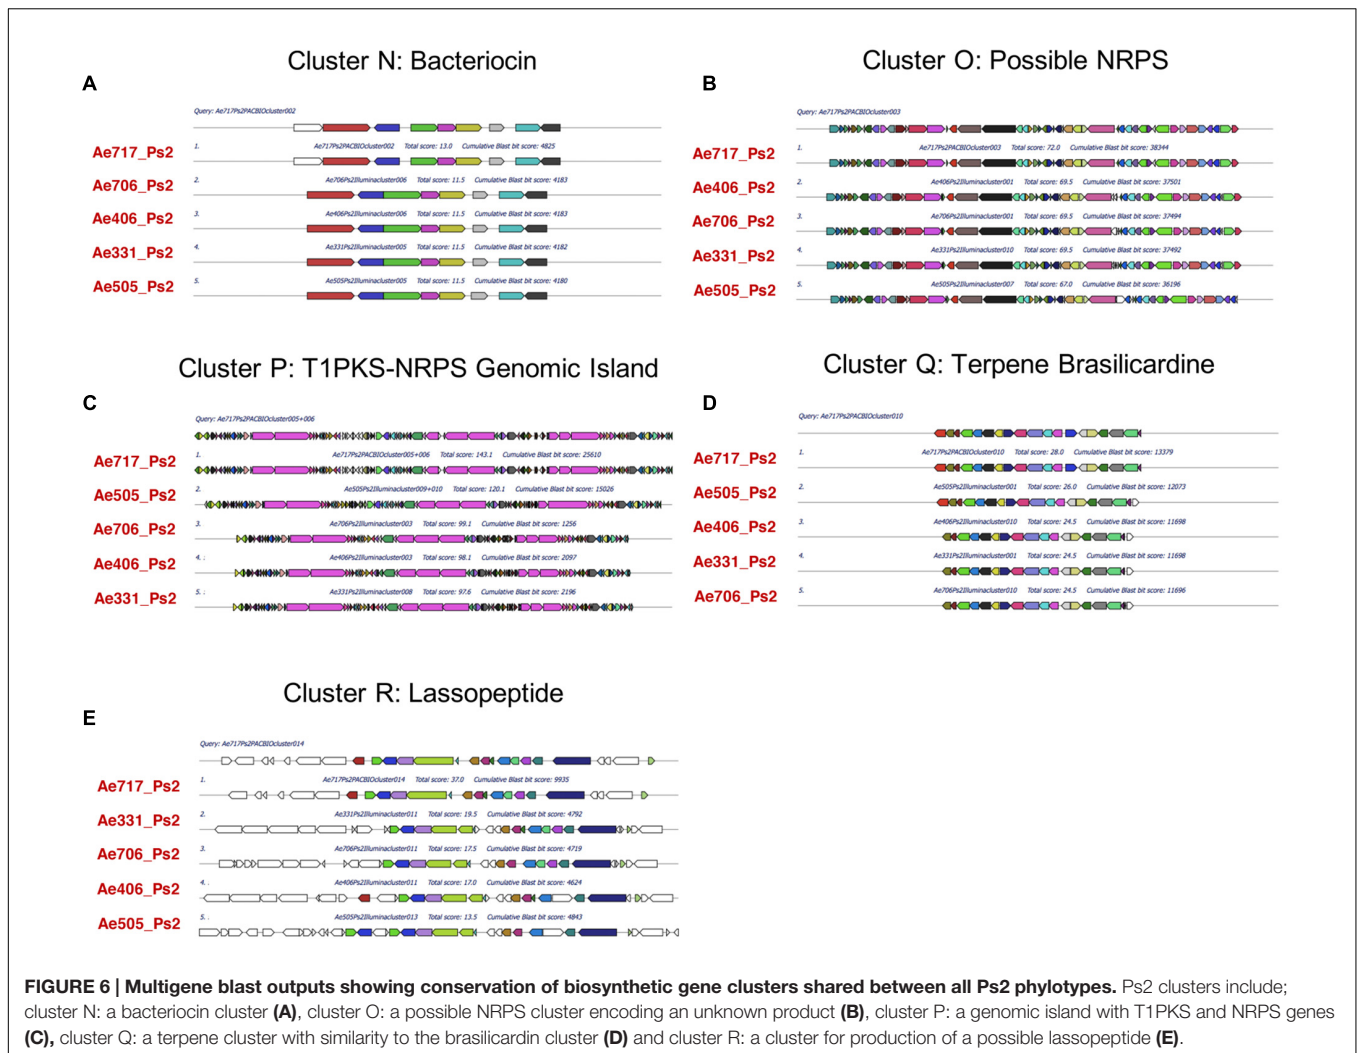 Cluster N: Bacteriocin
A
Query: Ae717Ps2PACBIOcluster002
1. Ae717Ps2PACBIOcluster002 Total score: 13.0 Cumulative Blast bit score: 4825
Ae717_Ps2
2. Ae706Ps2Illuminacluster006 Total score: 11.5 Cumulative Blast bit score: 4183
Ae706_Ps2
3. Ae406Ps2Illuminacluster006 Total score: 11.5 Cumulative Blast bit score: 4183
Ae406_Ps2
4. Ae331Ps2Illuminacluster005 Total score: 11.5 Cumulative Blast bit score: 4182
Ae331_Ps2
5. Ae505Ps2Illuminacluster005 Total score: 11.5 Cumulative Blast bit score: 4180
Ae505_Ps2
Cluster O: Possible NRPS
B
Query: Ae717Ps2PACBIOcluster003
1. Ae717Ps2PACBIOcluster003 Total score: 72.0 Cumulative Blast bit score: 38344
Ae717_Ps2
2. Ae406Ps2Illuminacluster001 Total score: 69.5 Cumulative Blast bit score: 37501
Ae406_Ps2
3. Ae706Ps2Illuminacluster001 Total score: 69.5 Cumulative Blast bit score: 37494
Ae706_Ps2
4. Ae331Ps2Illuminacluster010 Total score: 69.5 Cumulative Blast bit score: 37492
Ae331_Ps2
5. Ae505Ps2Illuminacluster007 Total score: 67.0 Cumulative Blast bit score: 36196
Ae505_Ps2
Cluster P: T1PKS-NRPS Genomic Island
C
Query: Ae717Ps2PACBIOcluster005+006
1. Ae717Ps2PACBIOcluster005+006 Total score: 143.1 Cumulative Blast bit score: 25610
Ae717_Ps2
2. Ae505Ps2Illuminacluster009+010 Total score: 120.1 Cumulative Blast bit score: 15026
Ae505_Ps2
3. Ae706Ps2Illuminacluster003 Total score: 99.1 Cumulative Blast bit score: 1256
Ae706_Ps2
4. Ae406Ps2Illuminacluster003 Total score: 98.1 Cumulative Blast bit score: 2097
Ae406_Ps2
5. Ae331Ps2Illuminacluster008 Total score: 97.6 Cumulative Blast bit score: 2196
Ae331_Ps2
Cluster Q: Terpene Brasilicardine
D
Query: Ae717Ps2PACBIOcluster010
1. Ae717Ps2PACBIOcluster010 Total score: 28.0 Cumulative Blast bit score: 13379
Ae717_Ps2
2. Ae505Ps2Illuminacluster001 Total score: 26.0 Cumulative Blast bit score: 12073
Ae505_Ps2
3. Ae406Ps2Illuminacluster010 Total score: 24.5 Cumulative Blast bit score: 11698
Ae406_Ps2
4. Ae331Ps2Illuminacluster001 Total score: 24.5 Cumulative Blast bit score: 11698
Ae331_Ps2
5. Ae706Ps2Illuminacluster010 Total score: 24.5 Cumulative Blast bit score: 11696
Ae706_Ps2
Cluster R: Lassopeptide
E
Query: Ae717Ps2PACBIOcluster014
1. Ae717Ps2PACBIOcluster014 Total score: 37.0 Cumulative Blast bit score: 9935
Ae717_Ps2
2. Ae331Ps2Illuminacluster011 Total score: 19.5 Cumulative Blast bit score: 4792
Ae331_Ps2
3. Ae706Ps2Illuminacluster011 Total score: 17.5 Cumulative Blast bit score: 4719
Ae706_Ps2
4. Ae406Ps2Illuminacluster011 Total score: 17.0 Cumulative Blast bit score: 4624
Ae406_Ps2
5. Ae505Ps2Illuminacluster013 Total score: 13.5 Cumulative Blast bit score: 4843
Ae505_Ps2
FIGURE 6 | Multigene blast outputs showing conservation of biosynthetic gene clusters shared between all Ps2 phylotypes. Ps2 clusters include;
cluster N: a bacteriocin cluster (A), cluster O: a possible NRPS cluster encoding an unknown product (B), cluster P: a genomic island with T1PKS and NRPS genes
(C), cluster Q: a terpene cluster with similarity to the brasilicardin cluster (D) and cluster R: a cluster for production of a possible lassopeptide (E).